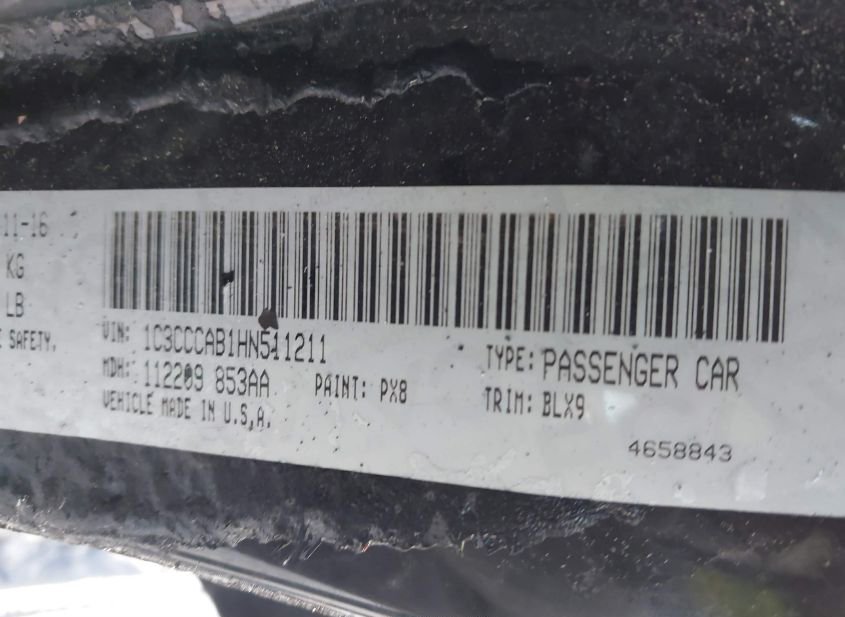 11-16
KG
LB
SAFETY,
VIN: 1C3CCCAB1HN511211
MDH: 112209 853AA
PAINT: PX8
VEHICLE MADE IN U.S.A.
TYPE: PASSENGER CAR
TRIM: BLX9
4658843